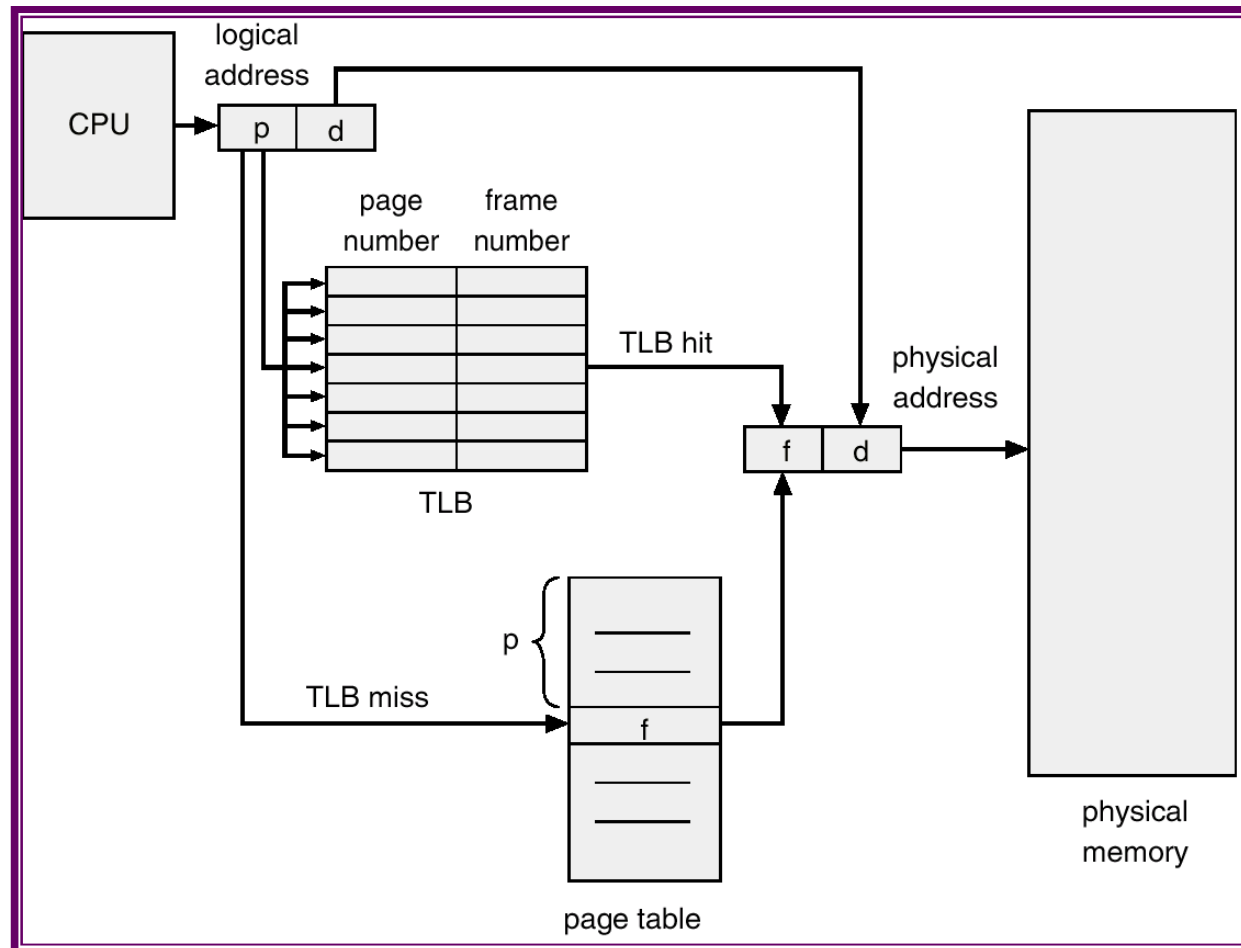 logical
address
CPU
p
d
page
number
frame
number
TLB hit
physical
address
f
d
TLB
p
TLB miss
f
physical
memory
page table